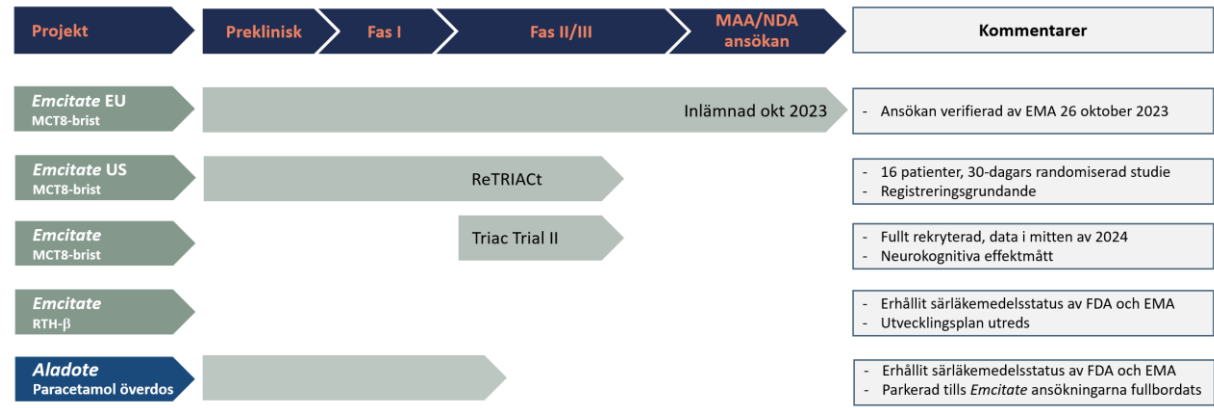 Projekt
Preklinisk
Fas I
Fas II/III
MAA/NDA
ansökan
Kommentarer
Emcitate EU
MCT8-brist
Inlämnad okt 2023
- Ansökan verifierad av EMA 26 oktober 2023
Emcitate US
MCT8-brist
ReTRIACt
- 16 patienter, 30-dagars randomiserad studie
- Registreringsgrundande
Emcitate
MCT8-brist
Triac Trial II
- Fullt rekryterad, data i mitten av 2024
- Neurokognitiva effektmått
Emcitate
RTH-β
- Erhållit särläkemedelsstatus av FDA och EMA
- Utvecklingsplan utreds
Aladote
Paracetamol överdos
- Erhållit särläkemedelsstatus av FDA och EMA
- Parkerad tills Emcitate ansökningarna fullbordats